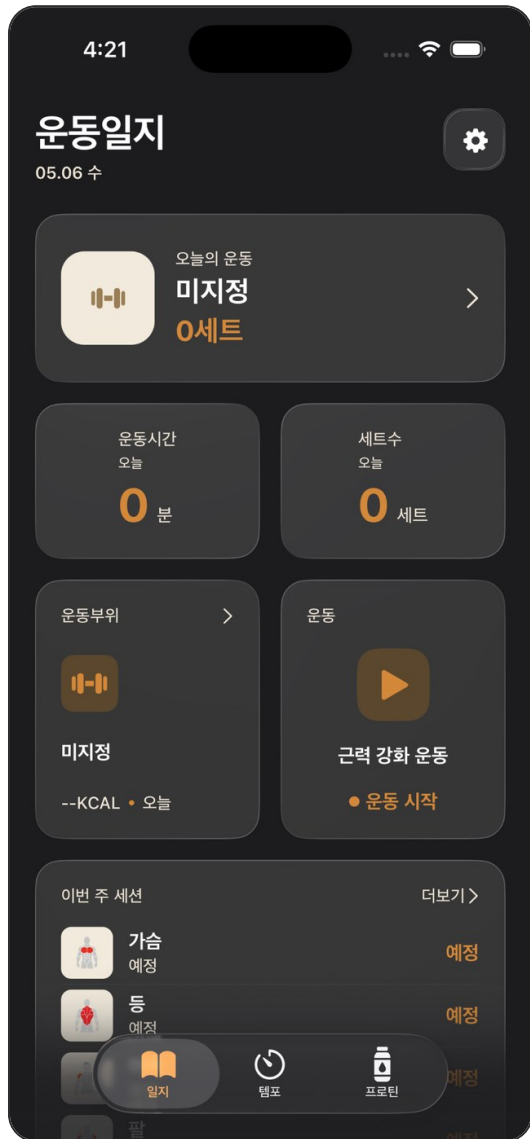 4:21
운동일지
05.06 수
오늘의 운동
미지정
0세트
운동시간
오늘
0 분
세트수
오늘
0 세트
운동부위
미지정
--KCAL • 오늘
운동
근력 강화 운동
운동 시작
이번 주 세션
더보기
가슴
예정
예정
등
예정
예정
예정
팔
예정
일지
템포
프로틴